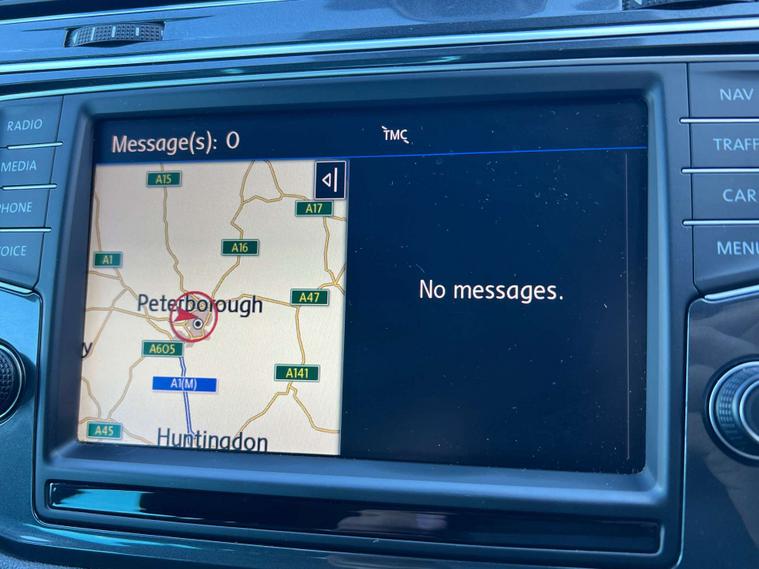 RADIO
MEDIA
PHONE
VOICE
Message(s): 0
TMC
A15
A17
A16
A1
Peterborough
A47
A605
A1(M)
A141
A45
Huntingdon
y
No messages.
NAV
TRAFF
CAR
MENU